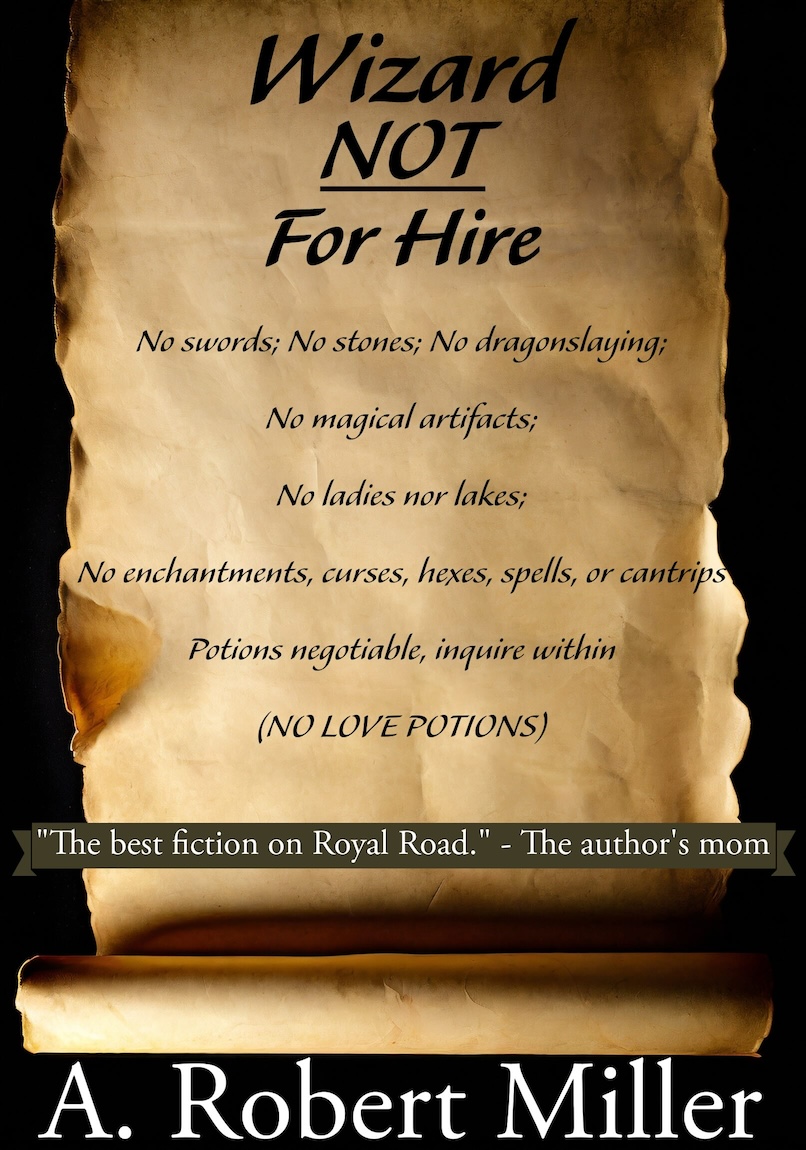 Wizard
NOT
For Hire
No swords; No stones; No dragonslaying;
No magical artifacts;
No ladies nor lakes;
No enchantments, curses, hexes, spells, or cantrips
Potions negotiable, inquire within
(NO LOVE POTIONS)
"The best fiction on Royal Road." - The author's mom
A. Robert Miller